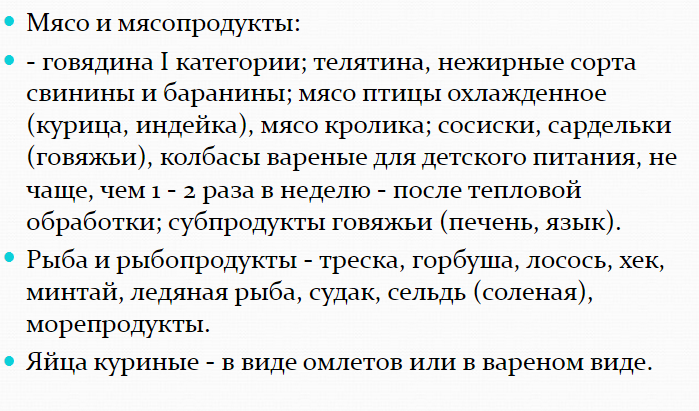 Мясо и мясопродукты:
- говядина I категории; телятина, нежирные сорта
свинины и баранины; мясо птицы охлажденное
(курица, индейка), мясо кролика; сосиски, сардельки
(говяжьи), колбасы вареные для детского питания, не
чаще, чем 1 - 2 раза в неделю - после тепловой
обработки; субпродукты говяжьи (печень, язык).
Рыба и рыбопродукты - треска, горбуша, лосось, хек,
минтай, ледяная рыба, судак, сельдь (соленая),
морепродукты.
Яйца куриные - в виде омлетов или в вареном виде.